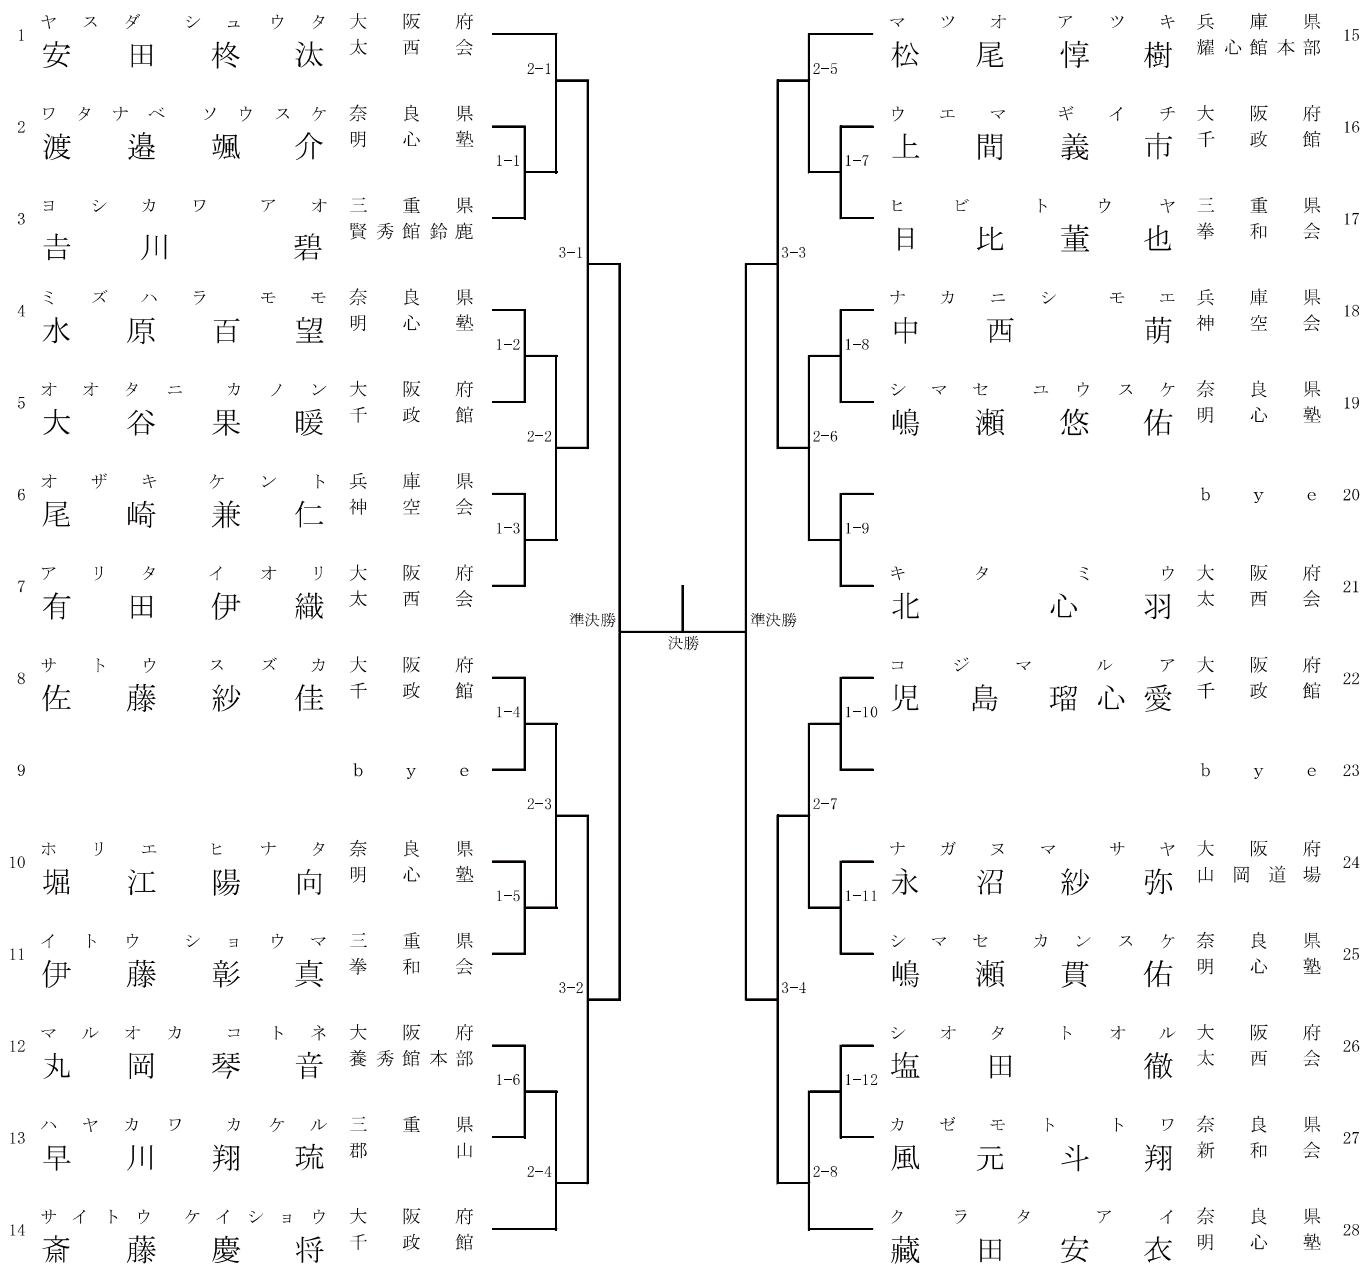 ヤスダ シュウタ 大阪府
1 安田柊汰 太西会
2-1
ワタナベ ソウスケ 奈良県
2 渡邉颯介 明心塾
1-1
ヨシカワ アオ 三重県
3 𠮷川碧 賢秀館鈴鹿
3-1
ミズハラ モモ 奈良県
4 水原百望 明心塾
1-2
オオタニ カノン 大阪府
5 大谷果暖 千政館
2-2
オザキ ケント 兵庫県
6 尾崎兼仁 神空会
1-3
アリタ イオリ 大阪府
7 有田伊織 太西会
準決勝
サトウ スズカ 大阪府
8 佐藤紗佳 千政館
1-4
9 bye
2-3
ホリエ ヒナタ 奈良県
10 堀江陽向 明心塾
1-5
イトウ ショウマ 三重県
11 伊藤彰真 拳和会
3-2
マルオカ コトネ 大阪府
12 丸岡琴音 養秀館本部
1-6
ハヤカワ カケル 三重県
13 早川翔琉 郡山
2-4
サイトウ ケイショウ 大阪府
14 斎藤慶将 千政館
決勝
マツオ アツキ 兵庫県
松尾惇樹 耀心館本部 15
2-5
ウエマ ギイチ 大阪府
上間義市 千政館 16
1-7
ヒビ トウヤ 三重県
日比董也 拳和会 17
3-3
ナカニシ モエ 兵庫県
中西萌 神空会 18
1-8
シマセ ユウスケ 奈良県
嶋瀬悠佑 明心塾 19
2-6
bye 20
1-9
キタ ミウ 大阪府
北心羽 太西会 21
準決勝
コジマ ルア 大阪府
児島瑠心愛 千政館 22
1-10
bye 23
2-7
ナガヌマ サヤ 大阪府
永沼紗弥 山岡道場 24
1-11
シマセ カンスケ 奈良県
嶋瀬貫佑 明心塾 25
3-4
シオタ トオル 大阪府
塩田徹 太西会 26
1-12
カゼモト トワ 奈良県
風元斗翔 新和会 27
2-8
クラタ アイ 奈良県
藏田安衣 明心塾 28